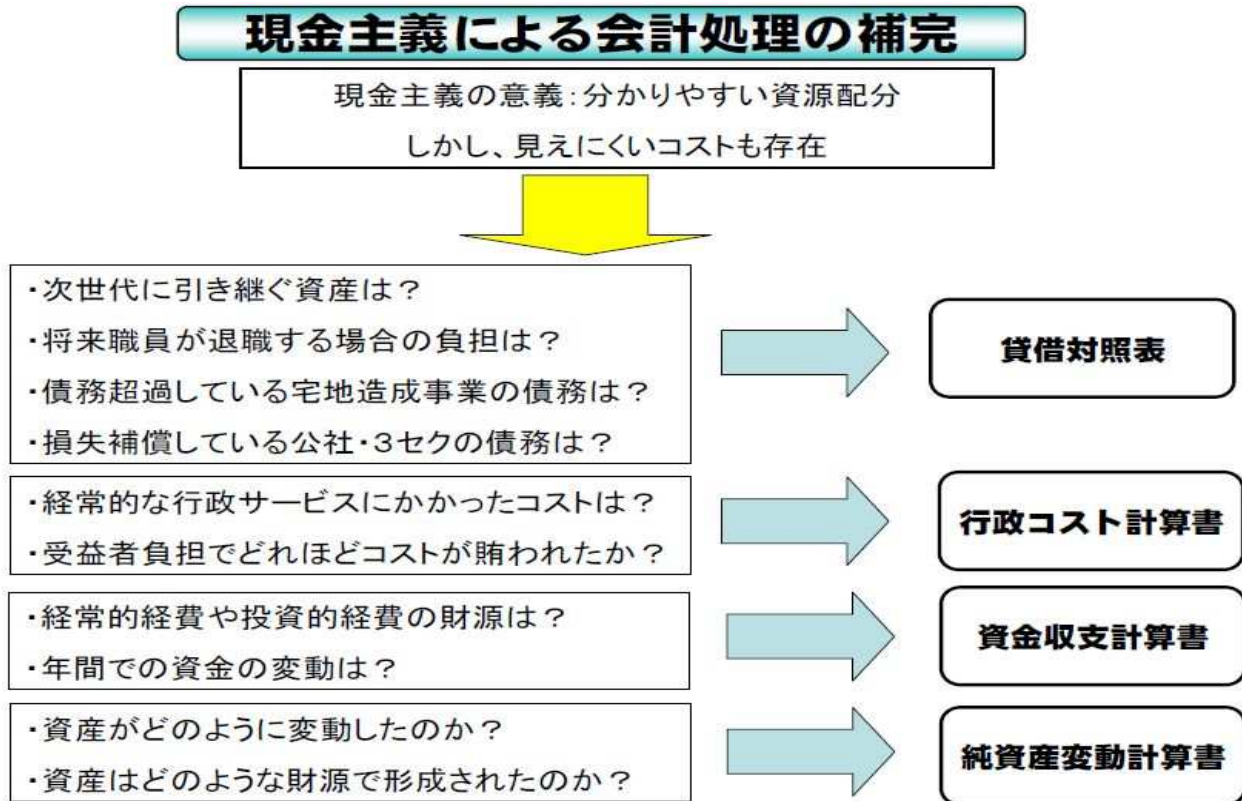 現金主義による会計処理の補完
現金主義の意義:分かりやすい資源配分
しかし、見えにくいコストも存在
・次世代に引き継ぐ資産は？
・将来職員が退職する場合の負担は？
・債務超過している宅地造成事業の債務は？
・損失補償している公社・3セクの債務は？
貸借対照表
・経常的な行政サービスにかかったコストは？
・受益者負担でどれほどコストが賄われたか？
行政コスト計算書
・経常的経費や投資的経費の財源は？
・年間での資金の変動は？
資金収支計算書
・資産がどのように変動したのか？
・資産はどのような財源で形成されたのか？
純資産変動計算書